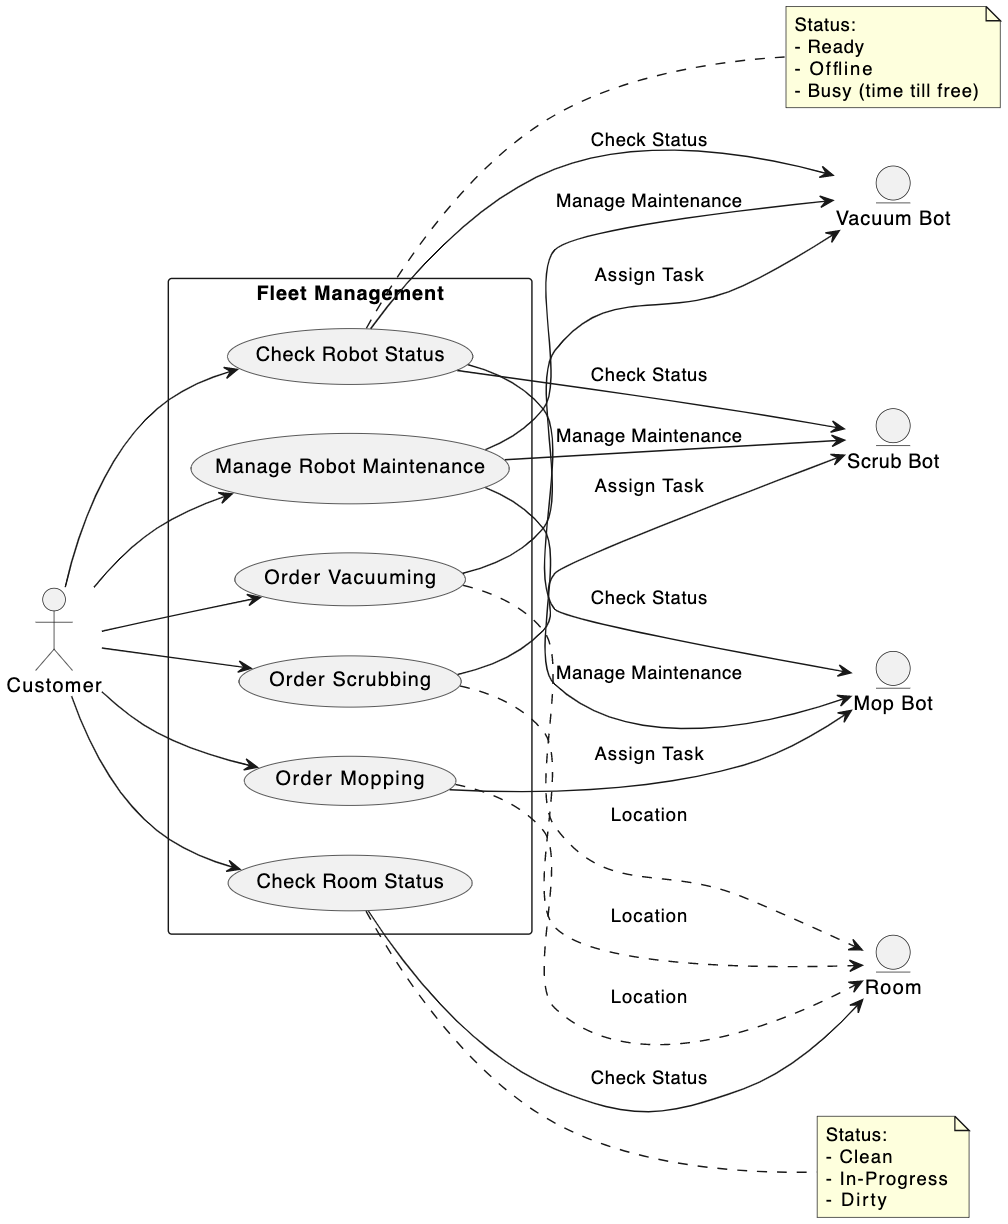 Status:
- Ready
- Offline
- Busy (time till free)
Check Status
Manage Maintenance
Vacuum Bot
Assign Task
Fleet Management
Check Robot Status
Check Status
Manage Maintenance
Scrub Bot
Manage Robot Maintenance
Assign Task
Order Vacuuming
Check Status
Customer
Order Scrubbing
Manage Maintenance
Mop Bot
Assign Task
Order Mopping
Location
Check Room Status
Location
Room
Location
Check Status
Status:
- Clean
- In-Progress
- Dirty